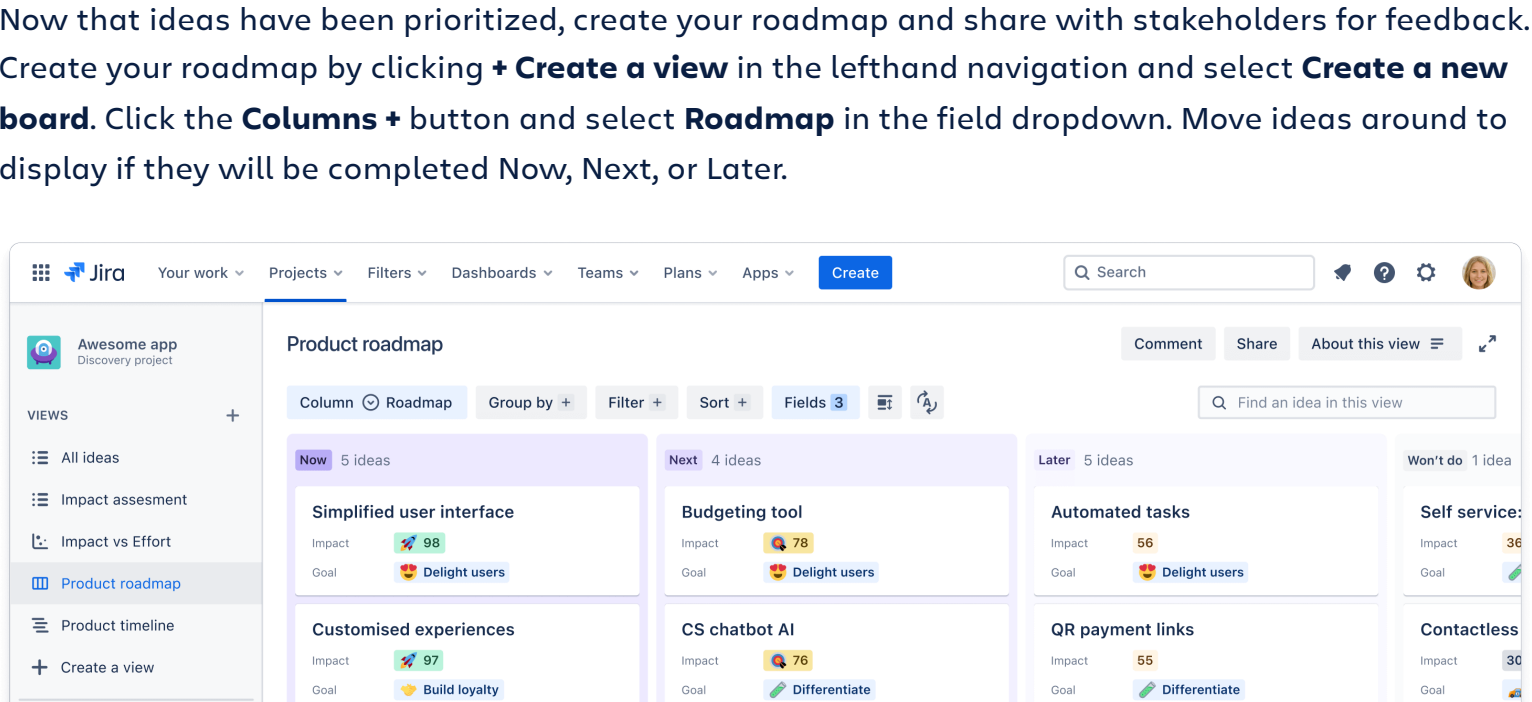 Now that ideas have been prioritized, create your roadmap and share with stakeholders for feedback.
Create your roadmap by clicking + Create a view in the lefthand navigation and select Create a new
board. Click the Columns + button and select Roadmap in the field dropdown. Move ideas around to
display if they will be completed Now, Next, or Later.
Jira Your work Projects Filters Dashboards Teams Plans Apps Create Search
Awesome app
Discovery project
VIEWS +
All ideas
Impact assesment
Impact vs Effort
Product roadmap
Product timeline
+ Create a view
Product roadmap Comment Share About this view
Column Roadmap Group by + Filter + Sort + Fields 3 Find an idea in this view
Now 5 ideas
Simplified user interface
Impact 98
Goal Delight users
Customised experiences
Impact 97
Goal Build loyalty
Next 4 ideas
Budgeting tool
Impact 78
Goal Delight users
CS chatbot AI
Impact 76
Goal Differentiate
Later 5 ideas
Automated tasks
Impact 56
Goal Delight users
QR payment links
Impact 55
Goal Differentiate
Won't do 1 idea
Self service:
Impact 36
Goal
Contactless
Impact 30
Goal